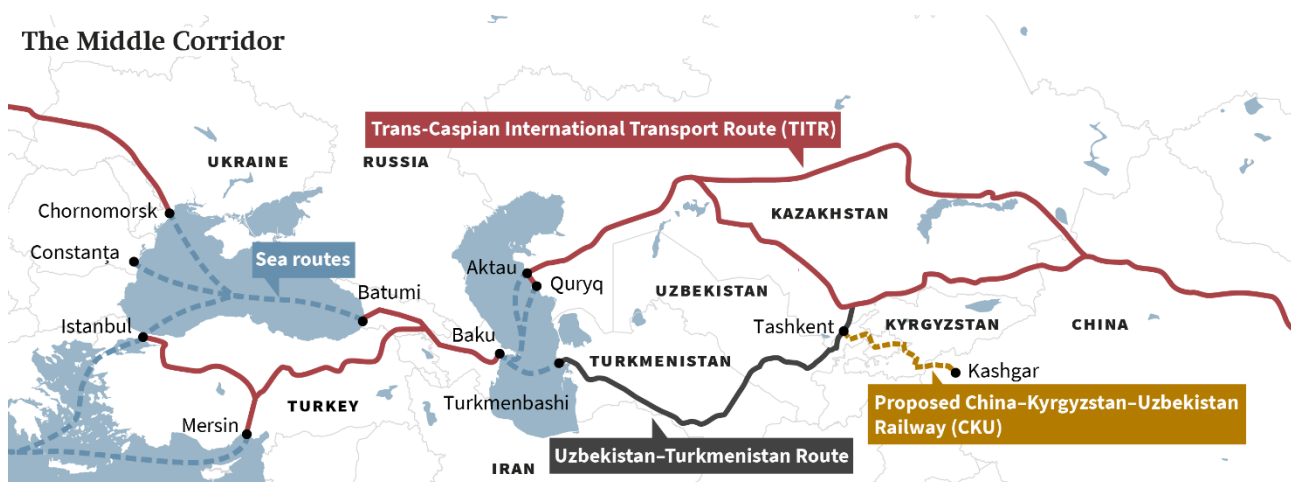 The Middle Corridor
Trans-Caspian International Transport Route (TITR)
UKRAINE
RUSSIA
Chornomorsk
KAZAKHSTAN
Constanța
Sea routes
Aktau
Quryq
Batumi
UZBEKISTAN
Istanbul
Baku
Tashkent
KYRGYZSTAN
CHINA
TURKMENISTAN
Kashgar
Turkmenbashi
TURKEY
Proposed China–Kyrgyzstan–Uzbekistan
Railway (CKU)
Mersin
Uzbekistan–Turkmenistan Route
IRAN